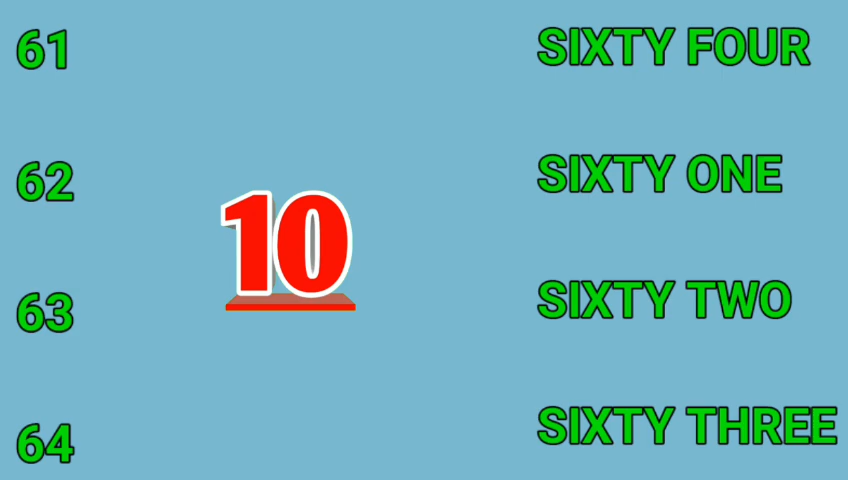 61
SIXTY FOUR
62
SIXTY ONE
10
63
SIXTY TWO
64
SIXTY THREE